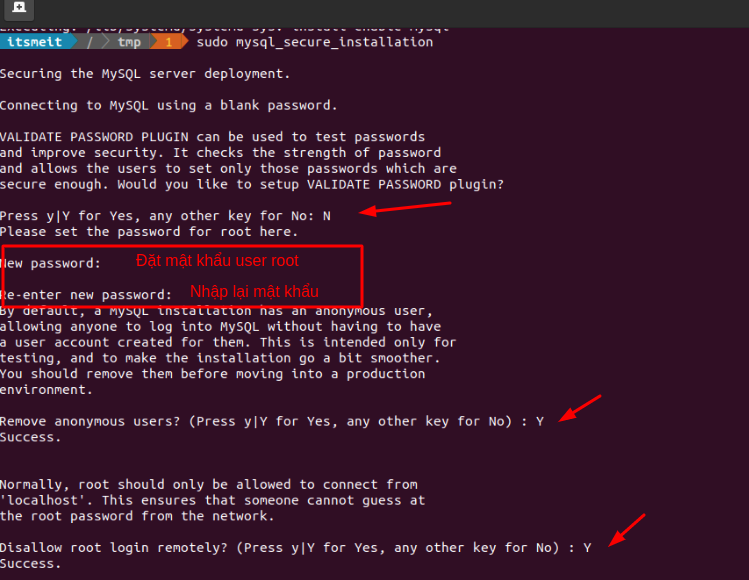 Executing: /lib/systemd/systemd-sysv-install enable mysql
itsmeit / tmp 1 sudo mysql_secure_installation
Securing the MySQL server deployment.
Connecting to MySQL using a blank password.
VALIDATE PASSWORD PLUGIN can be used to test passwords
and improve security. It checks the strength of password
and allows the users to set only those passwords which are
secure enough. Would you like to setup VALIDATE PASSWORD plugin?
Press y|Y for Yes, any other key for No: N
Please set the password for root here.
New password: Đặt mật khẩu user root
Re-enter new password: Nhập lại mật khẩu
By default, a MySQL installation has an anonymous user,
allowing anyone to log into MySQL without having to have
a user account created for them. This is intended only for
testing, and to make the installation go a bit smoother.
You should remove them before moving into a production
environment.
Remove anonymous users? (Press y|Y for Yes, any other key for No) : Y
Success.
Normally, root should only be allowed to connect from
'localhost'. This ensures that someone cannot guess at
the root password from the network.
Disallow root login remotely? (Press y|Y for Yes, any other key for No) : Y
Success.